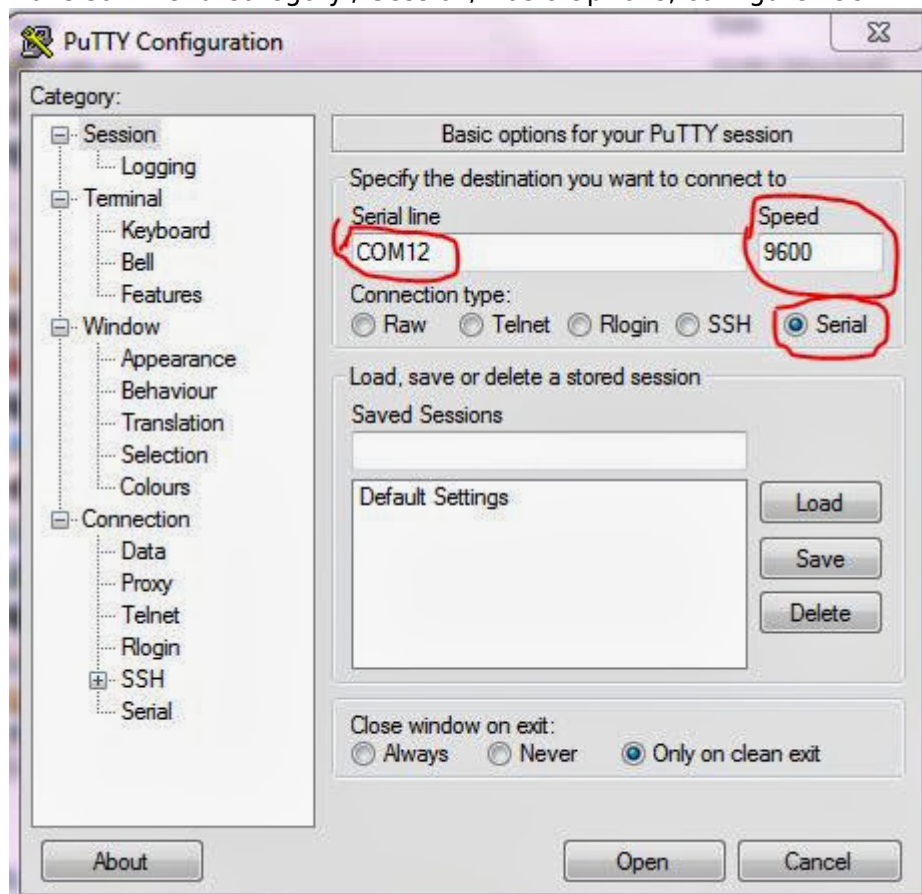 PuTTY Configuration
Category:
Session
Logging
Terminal
Keyboard
Bell
Features
Window
Appearance
Behaviour
Translation
Selection
Colours
Connection
Data
Proxy
Telnet
Rlogin
SSH
Serial
Basic options for your PuTTY session
Specify the destination you want to connect to
Serial line Speed
COM12 9600
Connection type:
Raw Telnet Rlogin SSH Serial
Load, save or delete a stored session
Saved Sessions
Default Settings
Load
Save
Delete
Close window on exit:
Always Never Only on clean exit
About Open Cancel